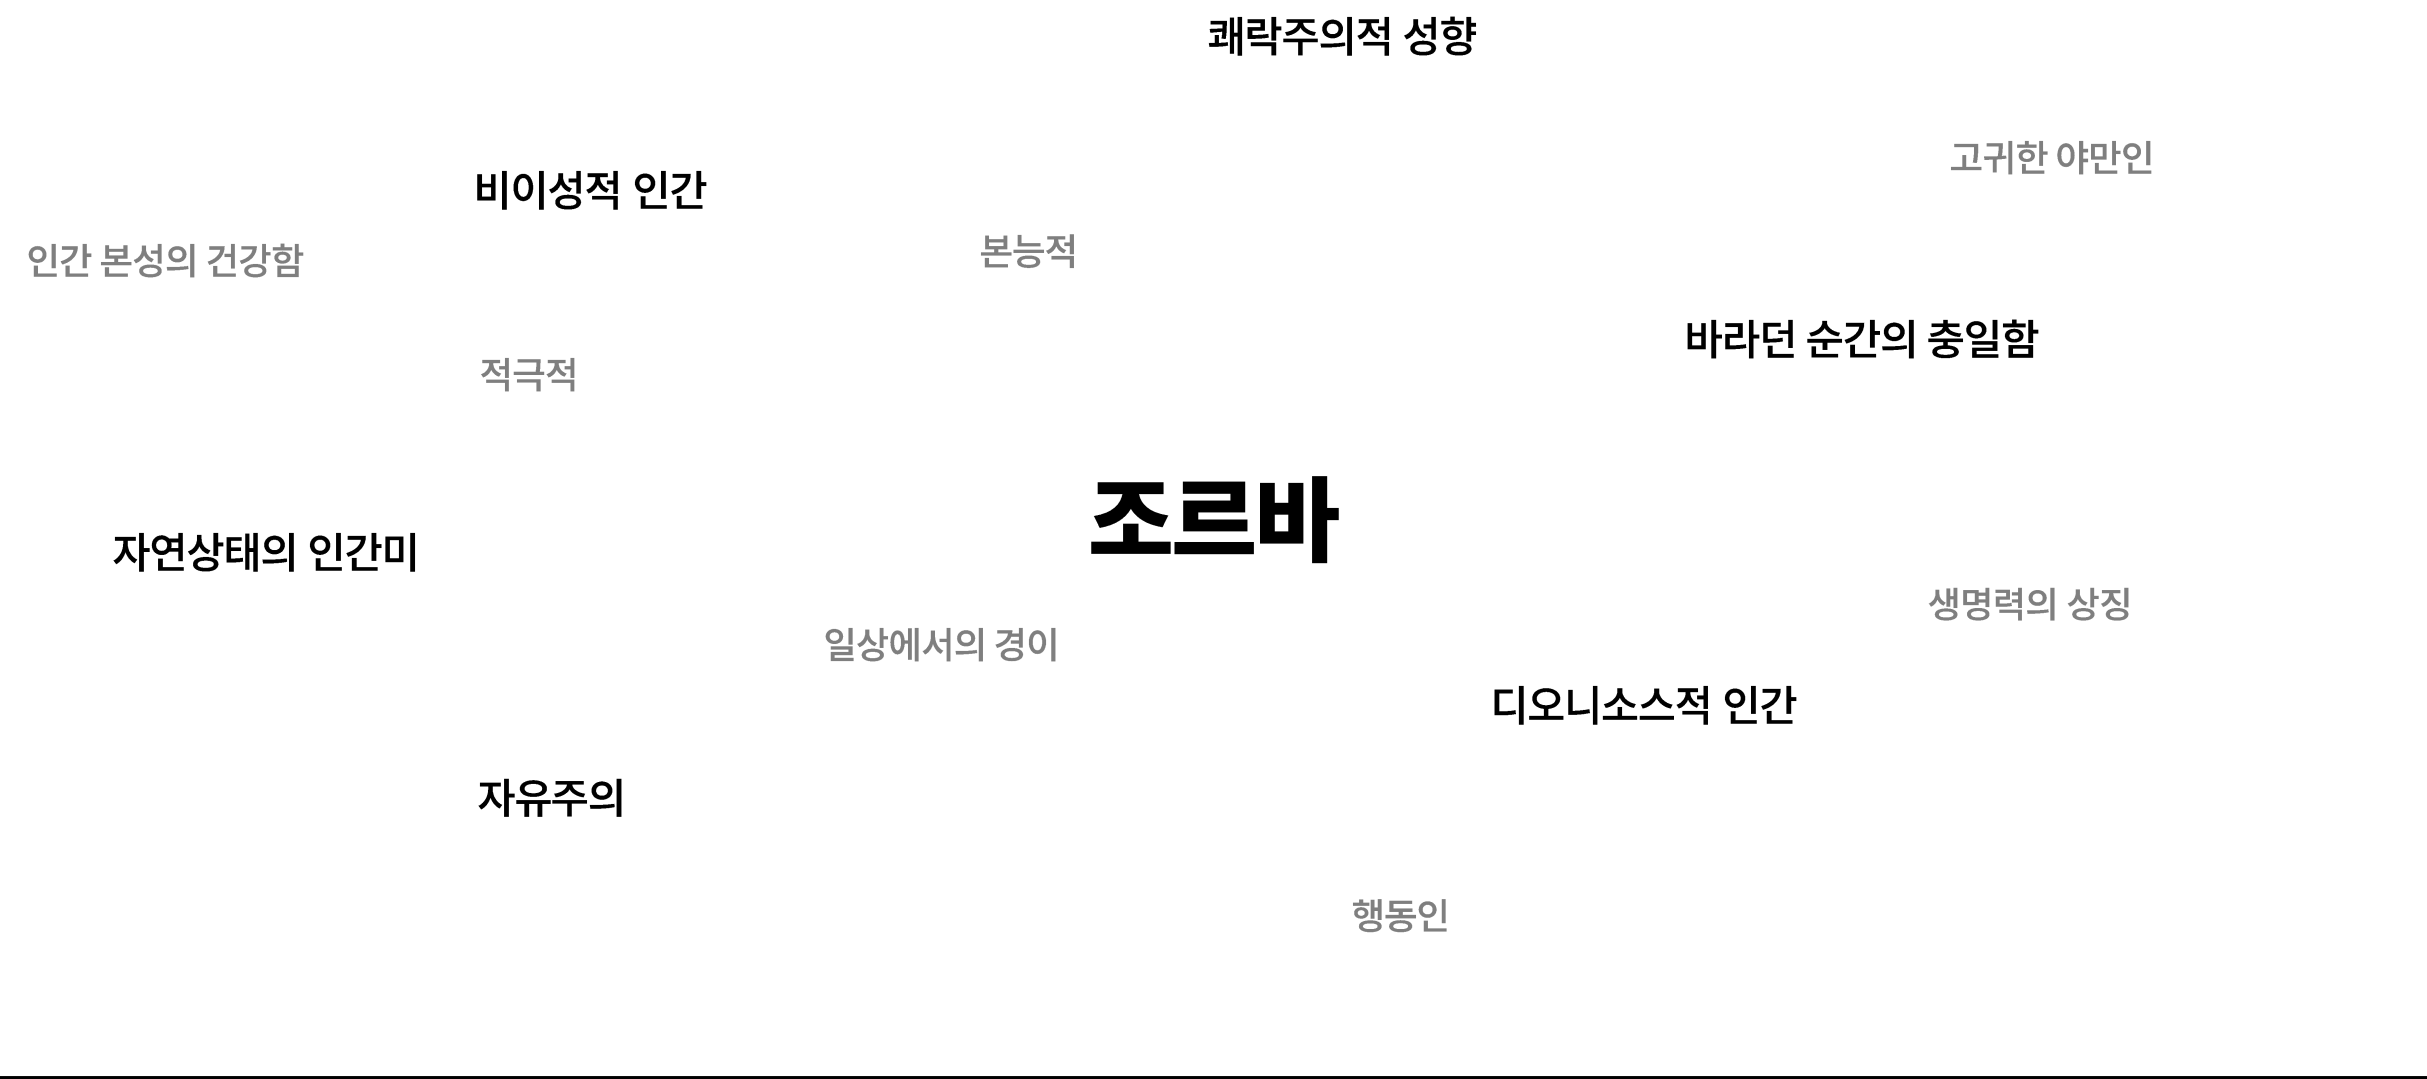 쾌락주의적 성향
고귀한 야만인
비이성적 인간
본능적
인간 본성의 건강함
바라던 순간의 충일함
적극적
조르바
자연상태의 인간미
생명력의 상징
일상에서의 경이
디오니소스적 인간
자유주의
행동인